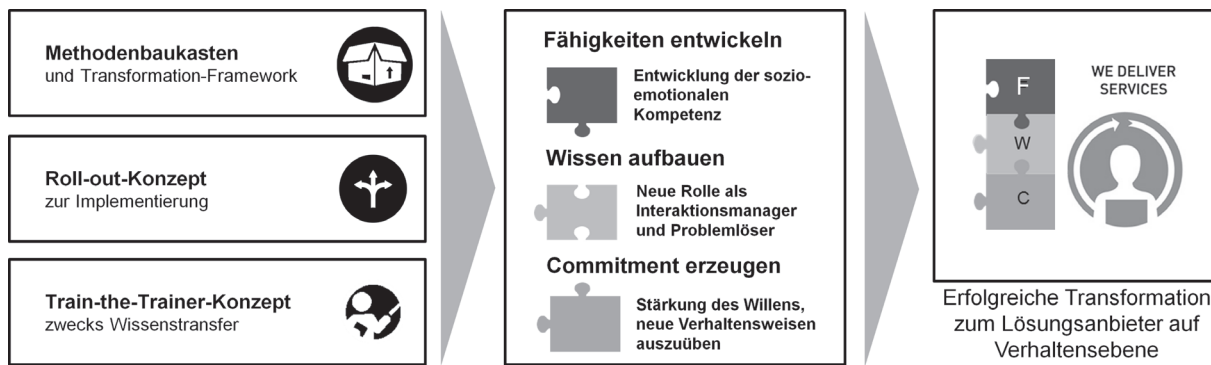 Methodenbaukasten
und Transformation-Framework
Roll-out-Konzept
zur Implementierung
Train-the-Trainer-Konzept
zwecks Wissenstransfer
Fähigkeiten entwickeln
Entwicklung der sozio-
emotionalen
Kompetenz
Wissen aufbauen
Neue Rolle als
Interaktionsmanager
und Problemlöser
Commitment erzeugen
Stärkung des Willens,
neue Verhaltensweisen
auszuüben
F
W
C
WE DELIVER
SERVICES
Erfolgreiche Transformation
zum Lösungsanbieter auf
Verhaltensebene